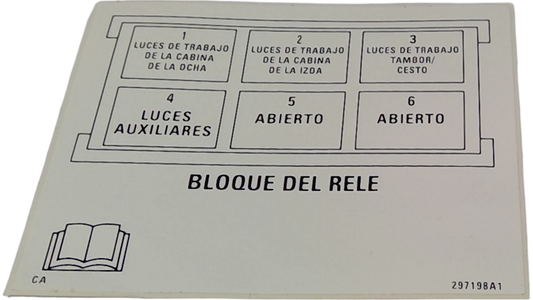 1
LUCES DE TRABAJO
DE LA CABINA
DE LA DCHA
2
LUCES DE TRABAJO
DE LA CABINA
DE LA IZDA
3
LUCES DE TRABAJO
TAMBOR/
CESTO
4
LUCES
AUXILIARES
5
ABIERTO
6
ABIERTO
BLOQUE DEL RELE
CA
297198A1